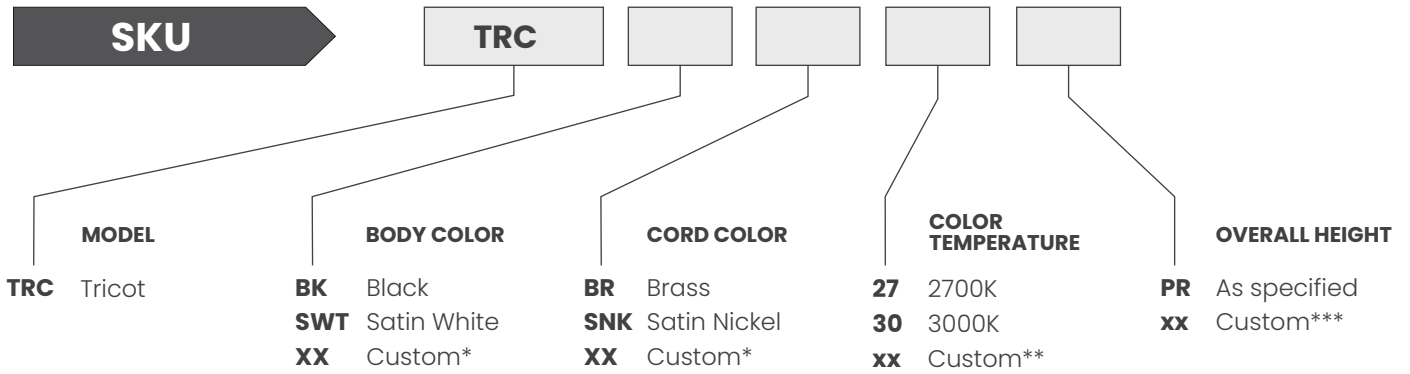 SKU TRC
MODEL
TRC Tricot
BODY COLOR
BK Black
SWT Satin White
XX Custom*
CORD COLOR
BR Brass
SNK Satin Nickel
XX Custom*
COLOR
TEMPERATURE
27 2700K
30 3000K
xx Custom**
OVERALL HEIGHT
PR As specified
xx Custom***